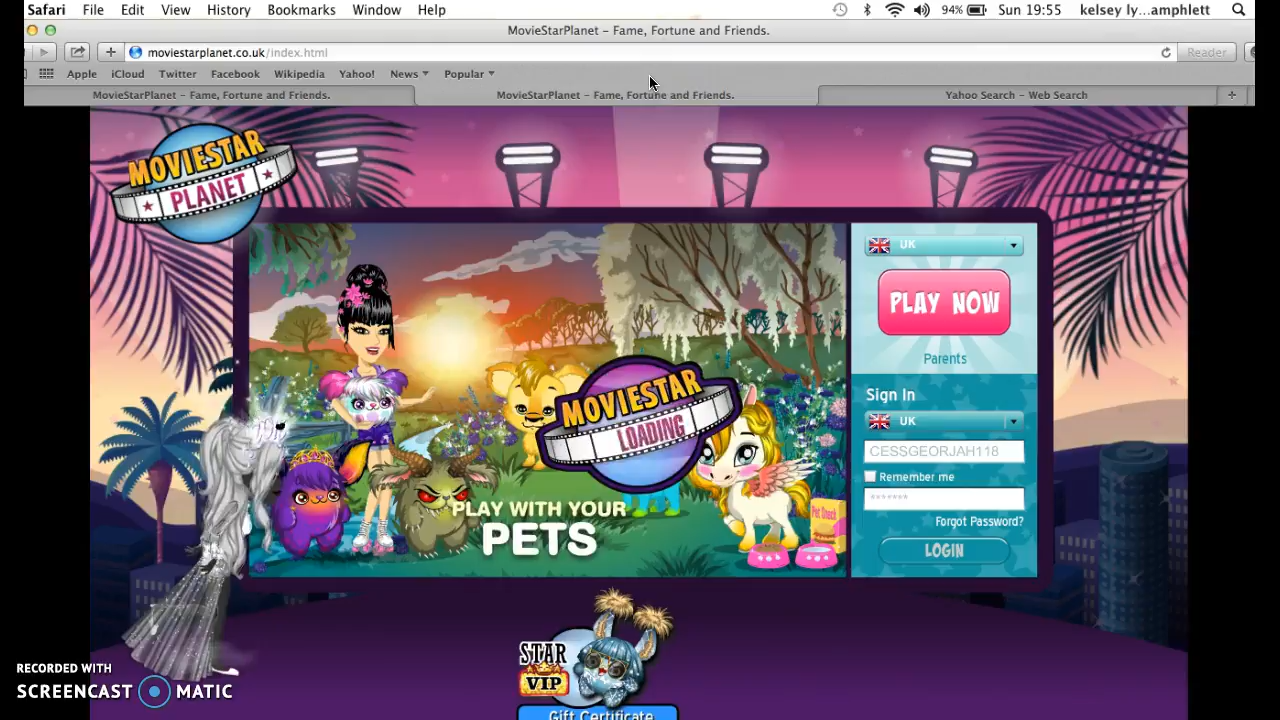 Safari File Edit View History Bookmarks Window Help 94% Sun 19:55 kelsey ly...amphlett
MovieStarPlanet – Fame, Fortune and Friends.
moviestarplanet.co.uk/index.html Reader
Apple iCloud Twitter Facebook Wikipedia Yahoo! News Popular
MovieStarPlanet – Fame, Fortune and Friends. MovieStarPlanet – Fame, Fortune and Friends. Yahoo Search – Web Search
MOVIESTAR
PLANET
UK
PLAY NOW
Parents
Sign In
UK
CESSGEORJAH118
Remember me
*******
Forgot Password?
LOGIN
MOVIESTAR
LOADING
PLAY WITH YOUR
PETS
Pet Snack
STAR
VIP
Gift Certificate
RECORDED WITH
SCREENCAST MATIC